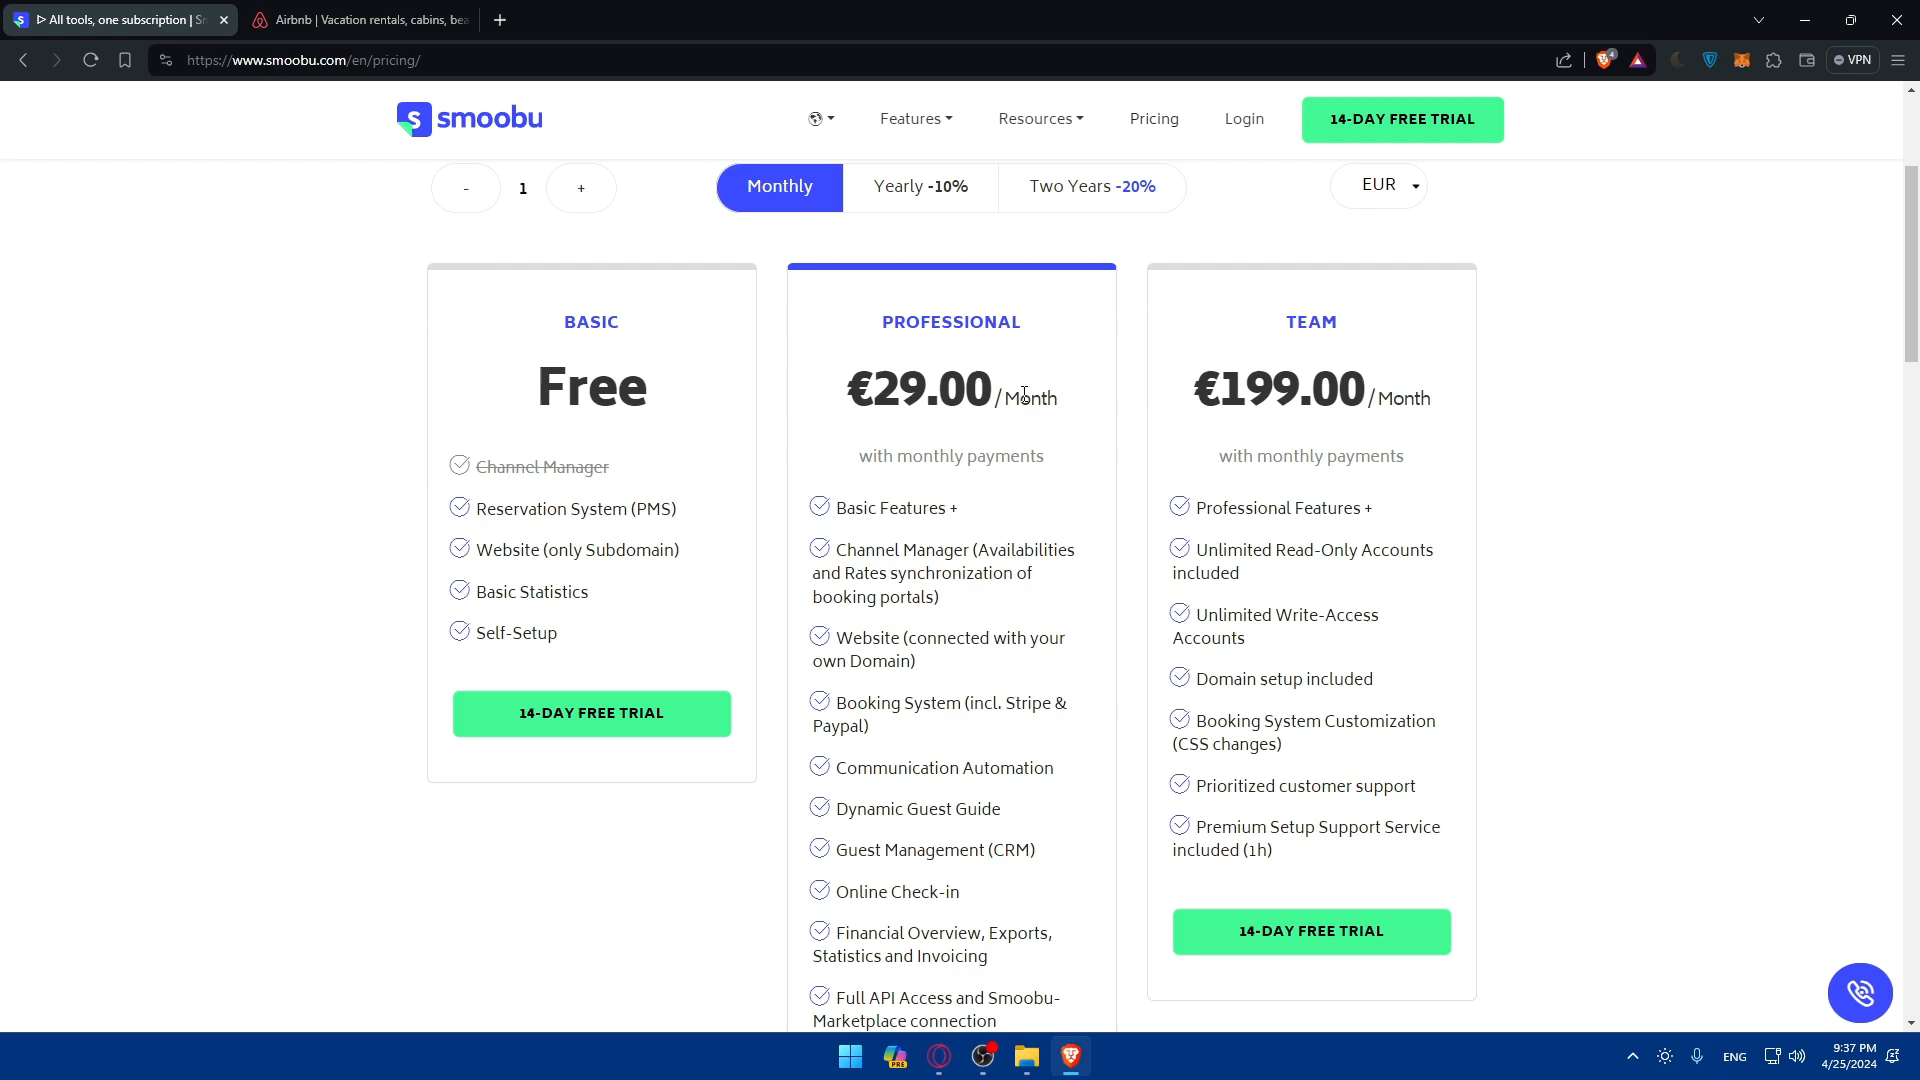 All tools, one subscription | Sm
Airbnb | Vacation rentals, cabins, bea
https://www.smoobu.com/en/pricing/
4
VPN
smoobu
Features
Resources
Pricing
Login
14-DAY FREE TRIAL
- 1 +
Monthly
Yearly -10%
Two Years -20%
EUR
BASIC
Free
Channel Manager
Reservation System (PMS)
Website (only Subdomain)
Basic Statistics
Self-Setup
14-DAY FREE TRIAL
PROFESSIONAL
€29.00/Month
with monthly payments
Basic Features +
Channel Manager (Availabilities
and Rates synchronization of
booking portals)
Website (connected with your
own Domain)
Booking System (incl. Stripe &
Paypal)
Communication Automation
Dynamic Guest Guide
Guest Management (CRM)
Online Check-in
Financial Overview, Exports,
Statistics and Invoicing
Full API Access and Smoobu-
Marketplace connection
TEAM
€199.00/Month
with monthly payments
Professional Features +
Unlimited Read-Only Accounts
included
Unlimited Write-Access
Accounts
Domain setup included
Booking System Customization
(CSS changes)
Prioritized customer support
Premium Setup Support Service
included (1h)
14-DAY FREE TRIAL
PRE
ENG
9:37 PM
4/25/2024